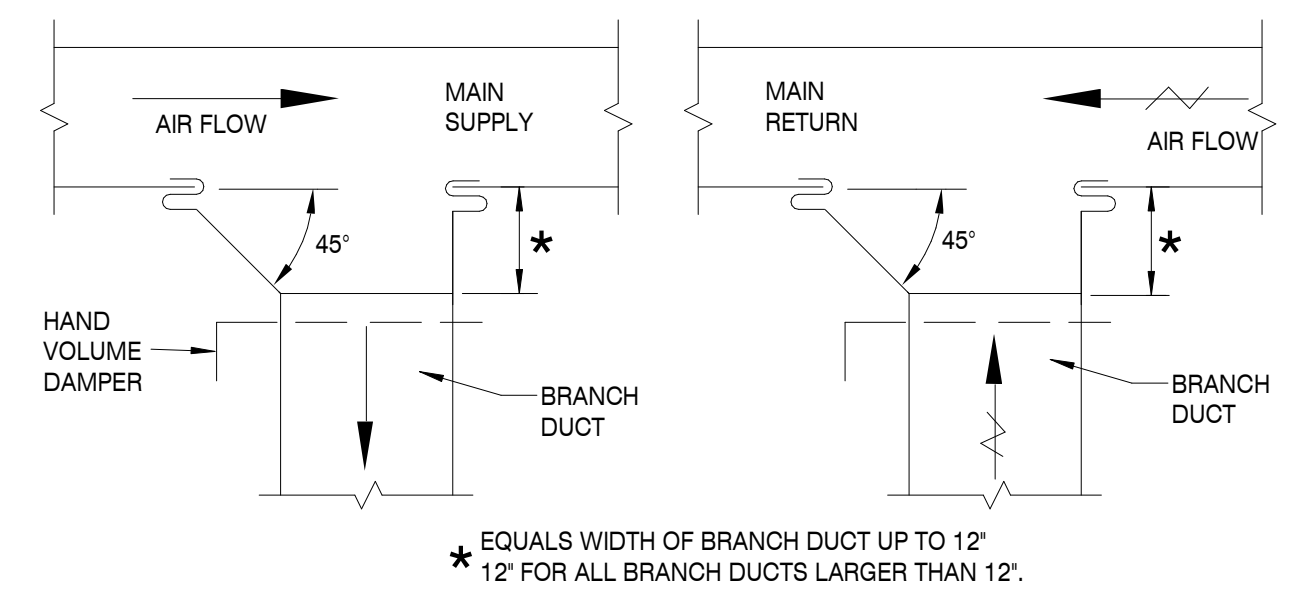 MAIN
SUPPLY
AIR FLOW
45°
*
HAND
VOLUME
DAMPER
BRANCH
DUCT
MAIN
RETURN
AIR FLOW
45°
*
BRANCH
DUCT
* EQUALS WIDTH OF BRANCH DUCT UP TO 12"
12" FOR ALL BRANCH DUCTS LARGER THAN 12".